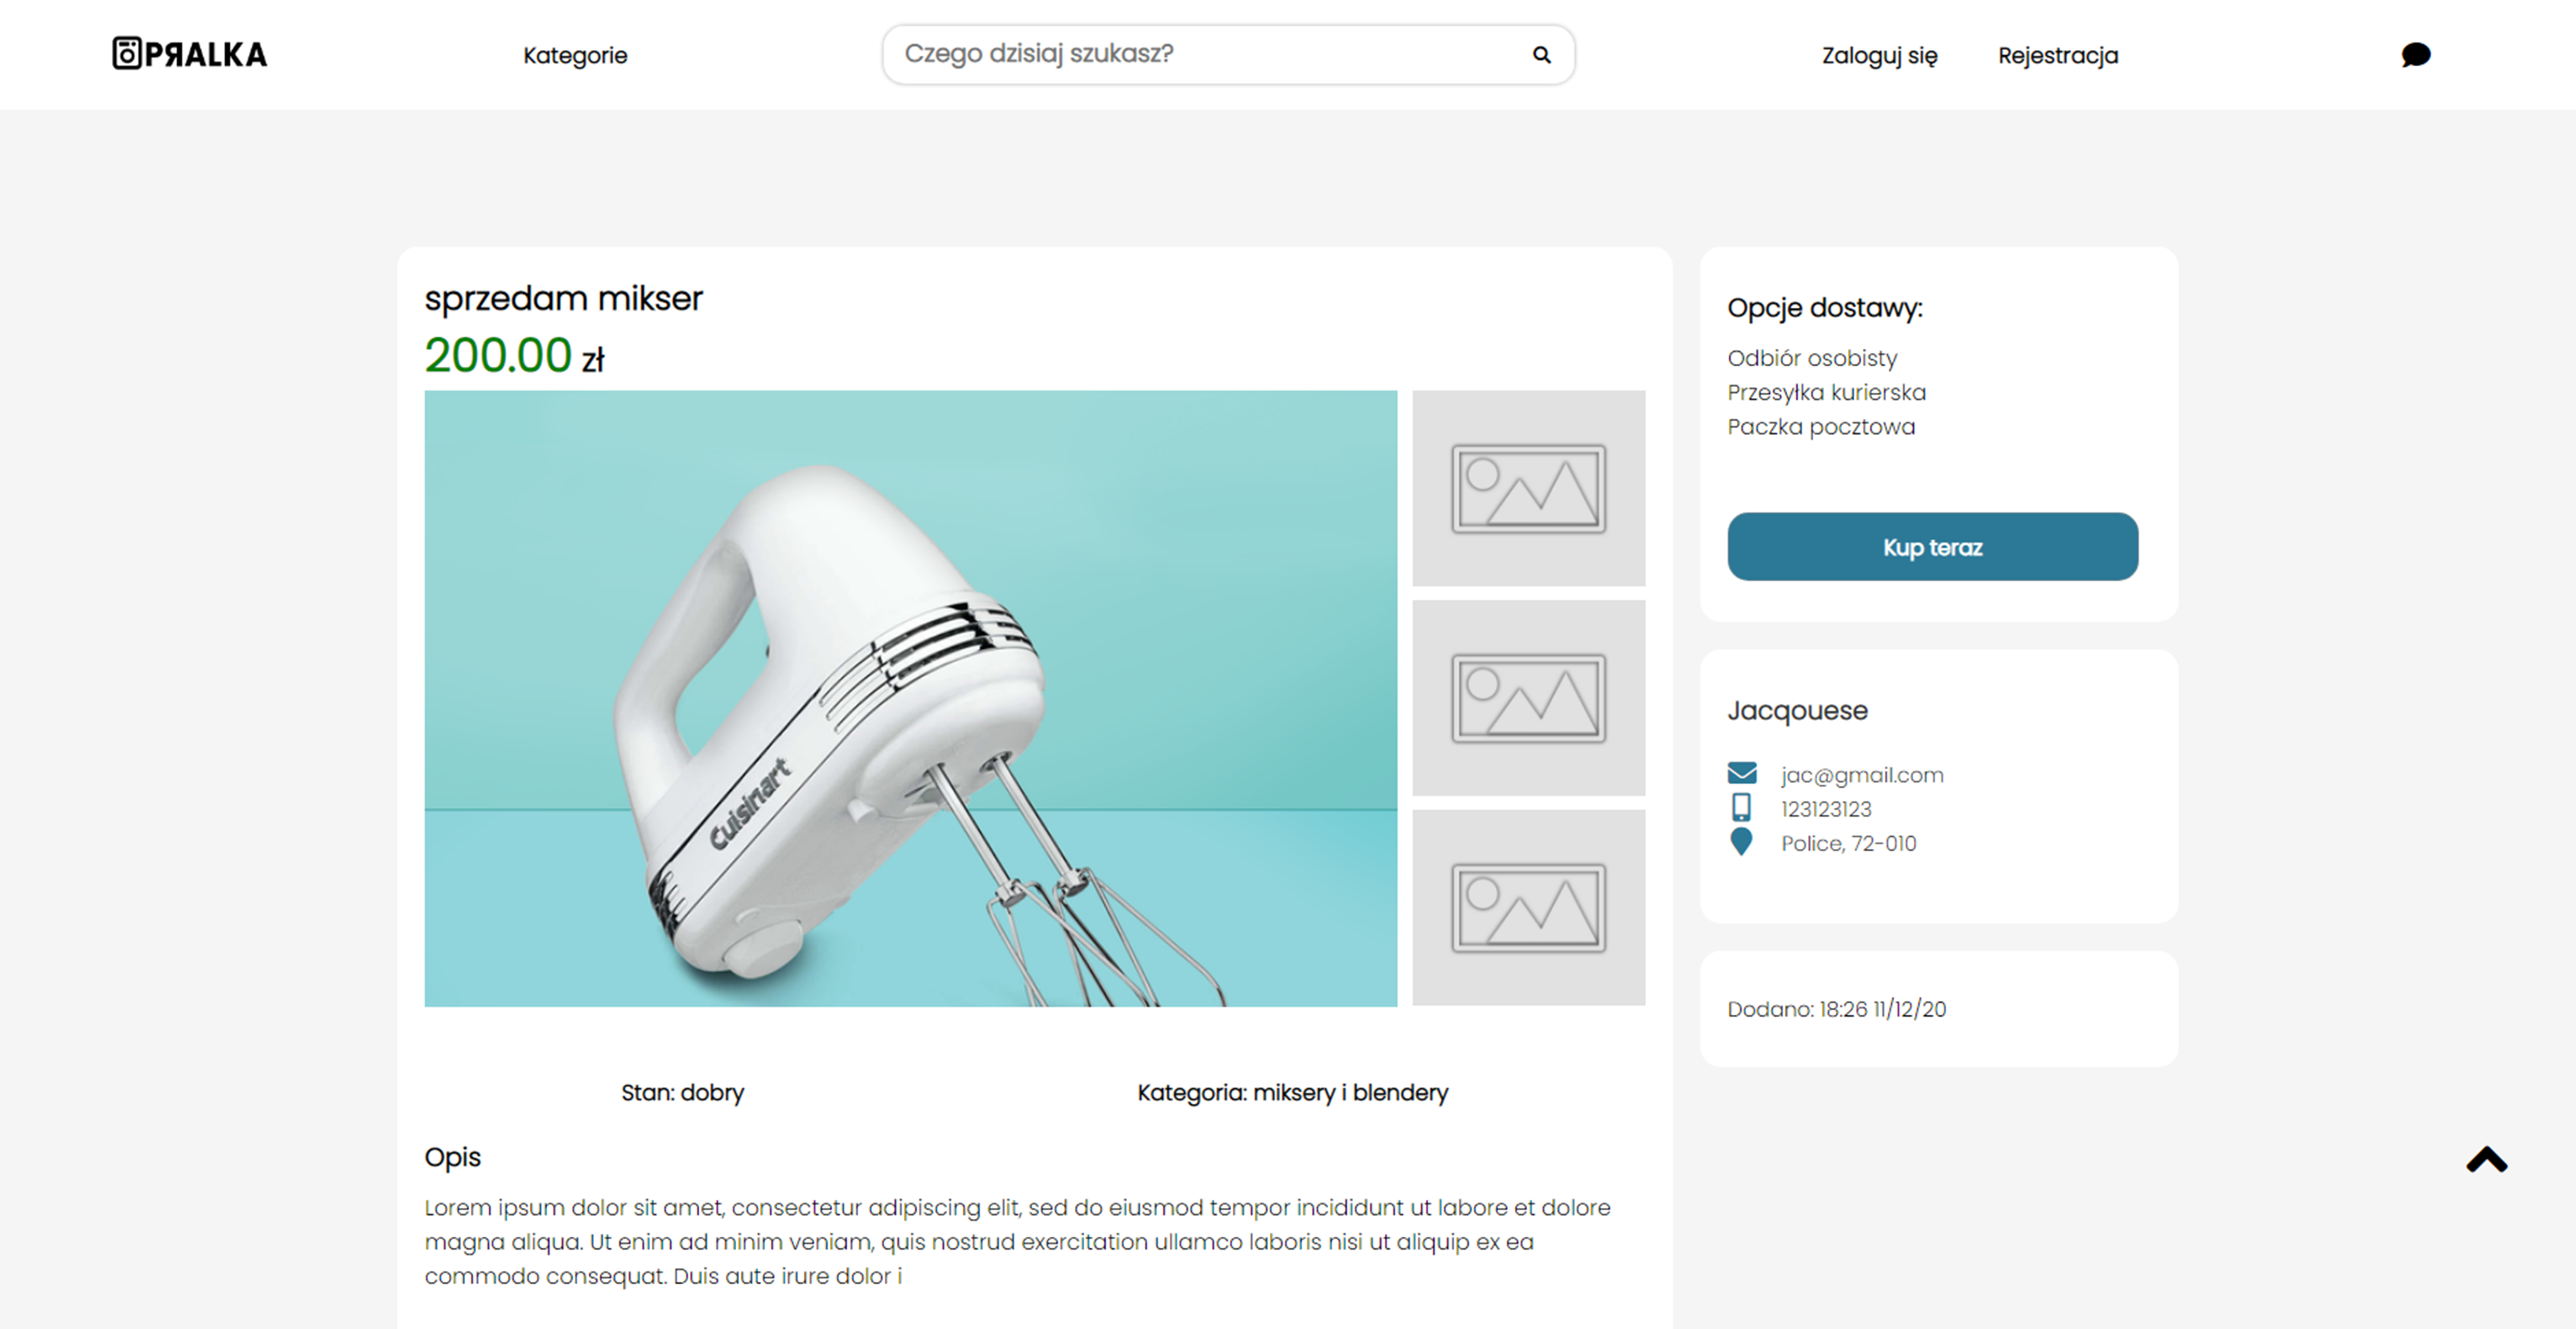 PЯALKA
Kategorie
Czego dzisiaj szukasz?
Zaloguj się
Rejestracja
sprzedam mikser
200.00 zł
Cuisinart
Stan: dobry
Kategoria: miksery i blendery
Opis
Lorem ipsum dolor sit amet, consectetur adipiscing elit, sed do eiusmod tempor incididunt ut labore et dolore
magna aliqua. Ut enim ad minim veniam, quis nostrud exercitation ullamco laboris nisi ut aliquip ex ea
commodo consequat. Duis aute irure dolor i
Opcje dostawy:
Odbiór osobisty
Przesyłka kurierska
Paczka pocztowa
Kup teraz
Jacqouese
jac@gmail.com
123123123
Police, 72-010
Dodano: 18:26 11/12/20